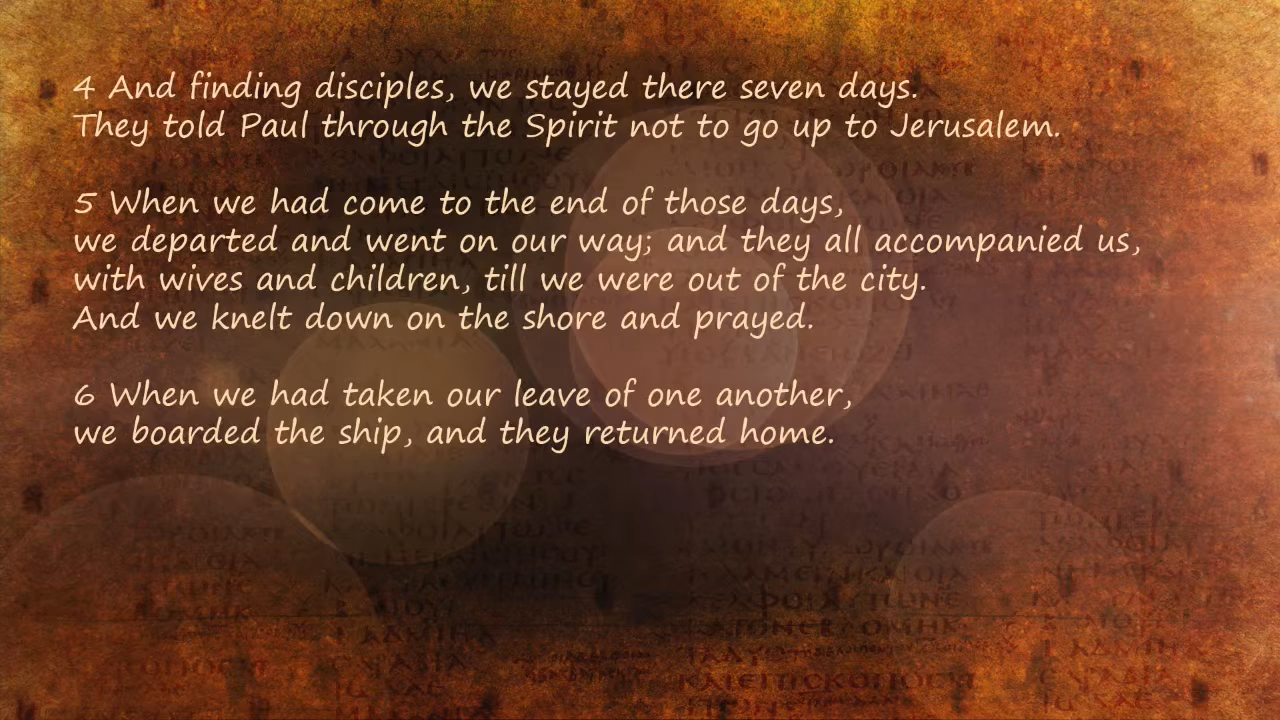 4 And finding disciples, we stayed there seven days.
They told Paul through the Spirit not to go up to Jerusalem.
5 When we had come to the end of those days,
we departed and went on our way; and they all accompanied us,
with wives and children, till we were out of the city.
And we knelt down on the shore and prayed.
6 When we had taken our leave of one another,
we boarded the ship, and they returned home.